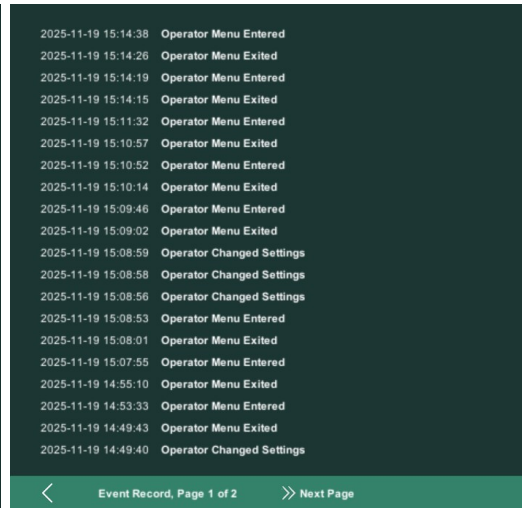 2025-11-19 15:14:38 Operator Menu Entered
2025-11-19 15:14:26 Operator Menu Exited
2025-11-19 15:14:19 Operator Menu Entered
2025-11-19 15:14:15 Operator Menu Exited
2025-11-19 15:11:32 Operator Menu Entered
2025-11-19 15:10:57 Operator Menu Exited
2025-11-19 15:10:52 Operator Menu Entered
2025-11-19 15:10:14 Operator Menu Exited
2025-11-19 15:09:46 Operator Menu Entered
2025-11-19 15:09:02 Operator Menu Exited
2025-11-19 15:08:59 Operator Changed Settings
2025-11-19 15:08:58 Operator Changed Settings
2025-11-19 15:08:56 Operator Changed Settings
2025-11-19 15:08:53 Operator Menu Entered
2025-11-19 15:08:01 Operator Menu Exited
2025-11-19 15:07:55 Operator Menu Entered
2025-11-19 14:55:10 Operator Menu Exited
2025-11-19 14:53:33 Operator Menu Entered
2025-11-19 14:49:43 Operator Menu Exited
2025-11-19 14:49:40 Operator Changed Settings
Event Record, Page 1 of 2 Next Page